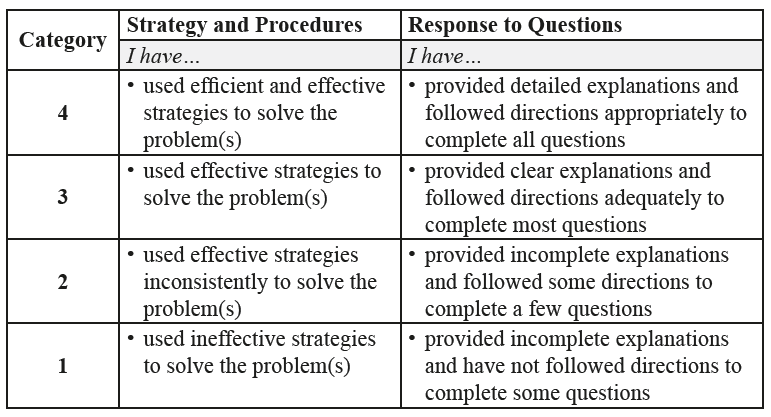 Category
Strategy and Procedures
Response to Questions
I have…
I have…
4
• used efficient and effective
strategies to solve the
problem(s)
• provided detailed explanations and
followed directions appropriately to
complete all questions
3
• used effective strategies to
solve the problem(s)
• provided clear explanations and
followed directions adequately to
complete most questions
2
• used effective strategies
inconsistently to solve the
problem(s)
• provided incomplete explanations
and followed some directions to
complete a few questions
1
• used ineffective strategies
to solve the problem(s)
• provided incomplete explanations
and have not followed directions to
complete some questions